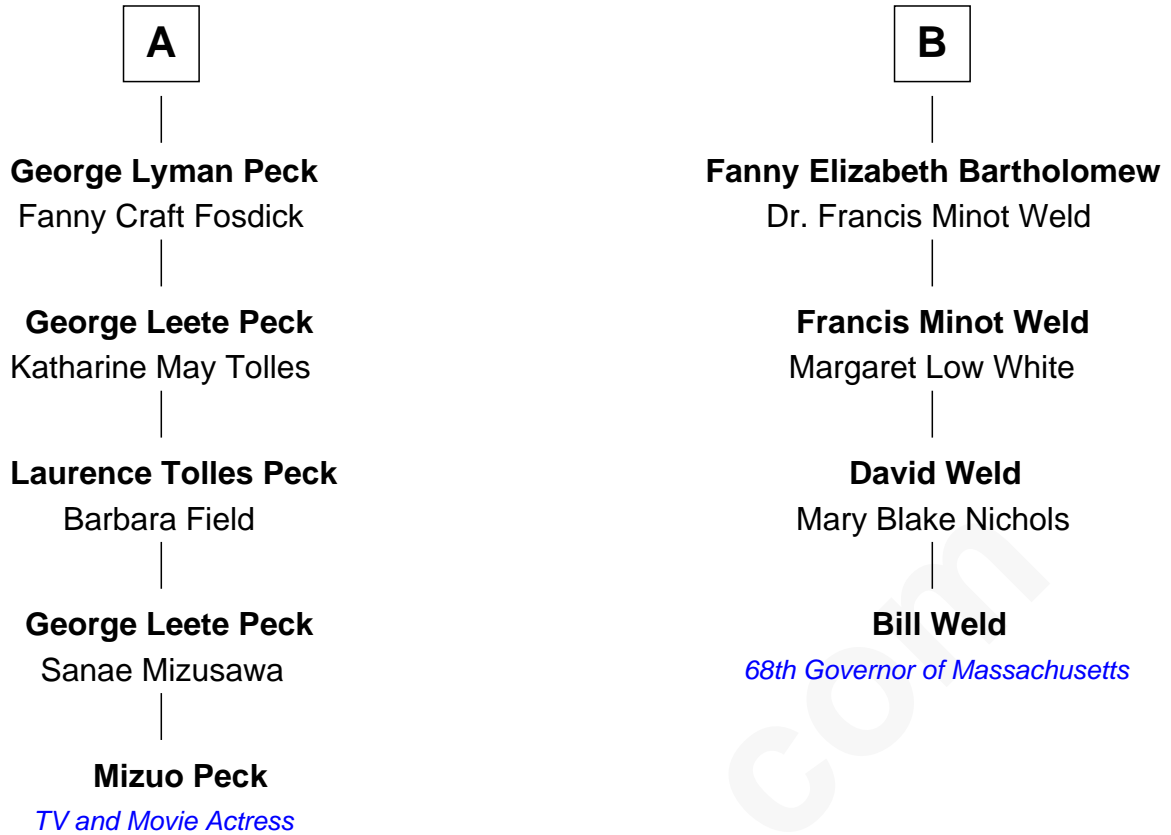 A
George Lyman Peck
Fanny Craft Fosdick
George Leete Peck
Katharine May Tolles
Laurence Tolles Peck
Barbara Field
George Leete Peck
Sanae Mizusawa
Mizuo Peck
TV and Movie Actress
B
Fanny Elizabeth Bartholomew
Dr. Francis Minot Weld
Francis Minot Weld
Margaret Low White
David Weld
Mary Blake Nichols
Bill Weld
68th Governor of Massachusetts
com